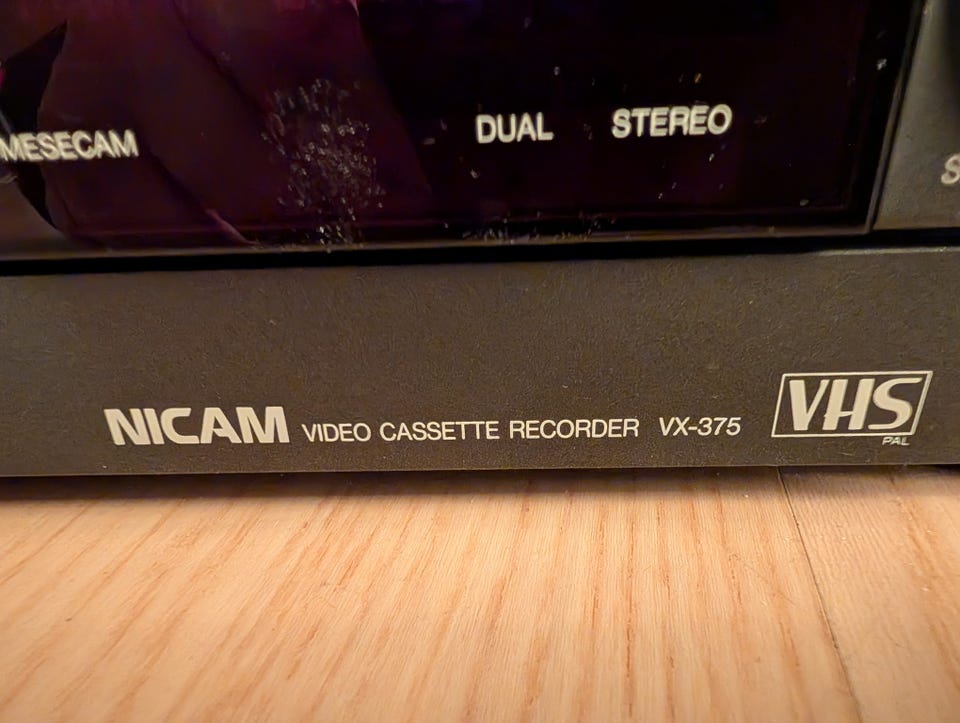 MESECAM
DUAL STEREO
NICAM VIDEO CASSETTE RECORDER VX-375 VHS
PAL